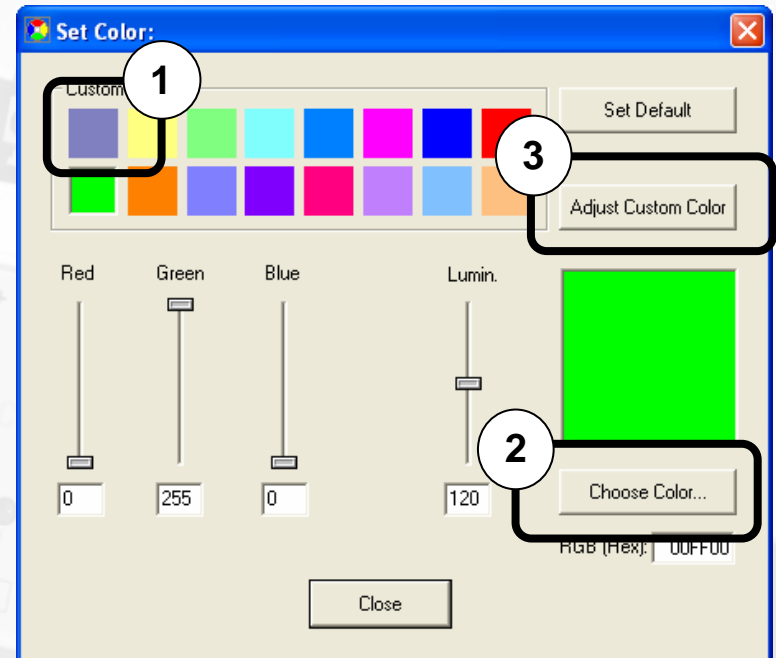 Set Color:
Custom
1
Set Default
3
Adjust Custom Color
Red Green Blue Lumin.
2
0 255 0 120
Choose Color...
RGB (Hex): 00FF00
Close